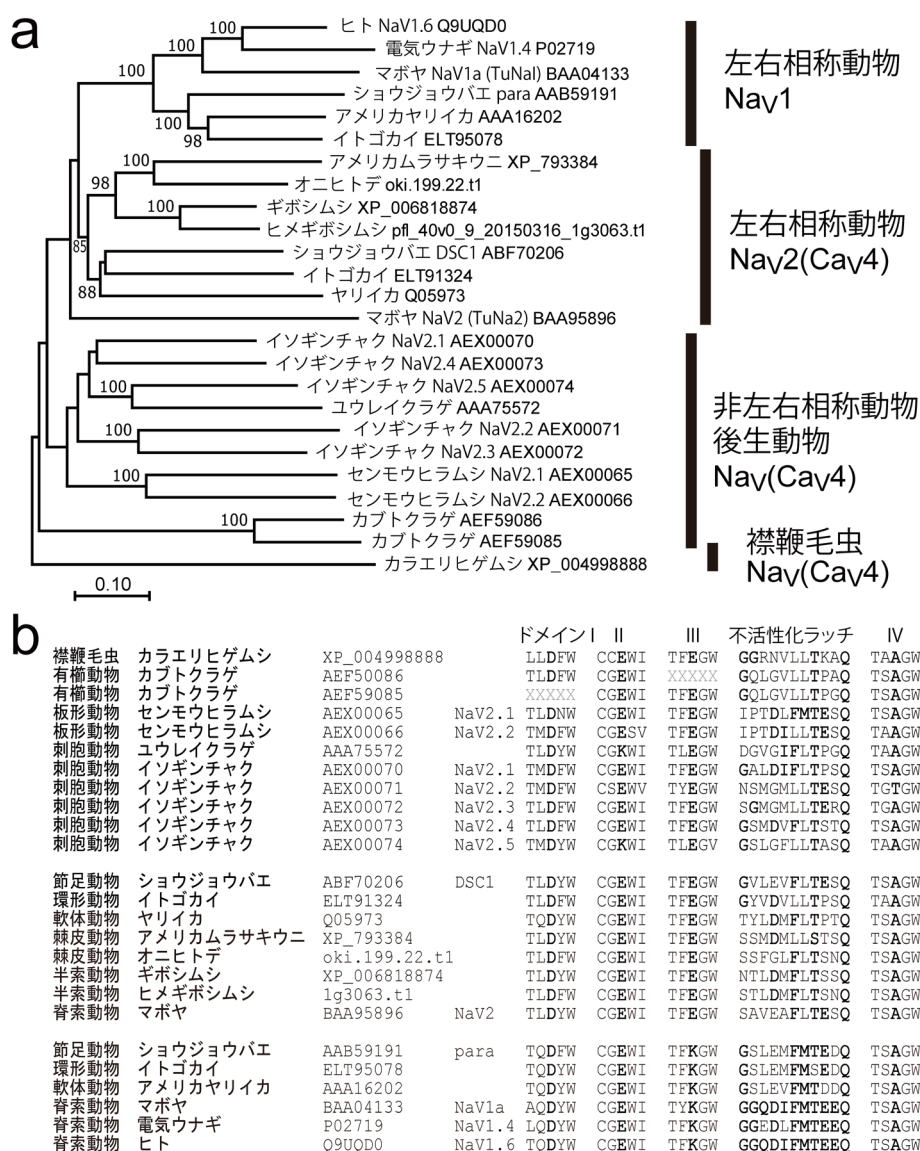 a
ヒト NaV1.6 Q9UQD0
電気ウナギ NaV1.4 P02719
マボヤ NaV1a (TuNaI) BAA04133
ショウジョウバエ para AAB59191
アメリカヤリイカ AAA16202
イトゴカイ ELT95078
アメリカムラサキウニ XP_793384
オニヒトデ oki.199.22.t1
ギボシムシ XP_006818874
ヒメギボシムシ pfl_40v0_9_20150316_1g3063.t1
ショウジョウバエ DSC1 ABF70206
イトゴカイ ELT91324
ヤリイカ Q05973
マボヤ NaV2 (TuNa2) BAA95896
イソギンチャク NaV2.1 AEX00070
イソギンチャク NaV2.4 AEX00073
イソギンチャク NaV2.5 AEX00074
ユウレイクラゲ AAA75572
イソギンチャク NaV2.2 AEX00071
イソギンチャク NaV2.3 AEX00072
センモウヒラムシ NaV2.1 AEX00065
センモウヒラムシ NaV2.2 AEX00066
カブトクラゲ AEF59086
カブトクラゲ AEF59085
カラエリヒゲムシ XP_004998888
100
100
100
100
98
100
98
100
85
88
100
100
100
100
0.10
左右相称動物
NaV1
左右相称動物
NaV2(CaV4)
非左右相称動物
後生動物
NaV(CaV4)
襟鞭毛虫
NaV(CaV4)
b
ドメイン I II III 不活性化ラッチ IV
襟鞭毛虫 カラエリヒゲムシ XP_004998888 LLDFW CCEWI TFEGW GGRNVLLTKAQ TAAGW
有櫛動物 カブトクラゲ AEF50086 TLDFW CGEWI XXXXX GQLGVLLTPAQ TSAGW
有櫛動物 カブトクラゲ AEF59085 XXXXX CGEWI TFEGW GQLGVLLTPAQ TSAGW
板形動物 センモウヒラムシ AEX00065 NaV2.1 TLDNW CGEWI TFEGW IPTDLFMTESQ TSAGW
板形動物 センモウヒラムシ AEX00066 NaV2.2 TMDFW CGESV TFEGW IPTDILLTESQ TAAGW
刺胞動物 ユウレイクラゲ AAA75572 TLDYW CGKWI TLEGW DGVGIFLTPGQ TAAGW
刺胞動物 イソギンチャク AEX00070 NaV2.1 TMDFW CGEWI TFEGW GALDIFLTPSQ TSAGW
刺胞動物 イソギンチャク AEX00071 NaV2.2 TMDFW CSEWV TYEGW NSMGMLLTESQ TGTGW
刺胞動物 イソギンチャク AEX00072 NaV2.3 TMDFW CGEWI TFEGW SGMGMLLTERQ TGAGW
刺胞動物 イソギンチャク AEX00073 NaV2.4 TLDFW CGEWI TFEGW GSMDVFLTSTQ TSAGW
刺胞動物 イソギンチャク AEX00074 NaV2.5 TMDYW CGKWI TLEGV GSLGFLLTASQ TAAGW
節足動物 ショウジョウバエ ABF70206 DSC1 TLDYW CGEWI TFEGW GVLEVFLTESQ TSAGW
環形動物 イトゴカイ ELT91324 TLDFW CGEWI TFEGW GYVDVLLTPSQ TAAGW
軟体動物 ヤリイカ Q05973 TQDYW CGEWI TFEGW TYLDMFLTPTQ TSAGW
棘皮動物 アメリカムラサキウニ XP_793384 TLDYW CGEWI TFEGW SSMDMLLSTSQ TSAGW
棘皮動物 オニヒトデ oki.199.22.t1 TLDYW CGEWI TFEGW SSFGLFLTSNQ TSAGW
半索動物 ギボシムシ XP_006818874 TLDYW CGEWI TFEGW NTLDMFLTSSQ TSAGW
半索動物 ヒメギボシムシ 1g3063.t1 TLDFW CGEWI TFEGW STLDMFLTSNQ TSAGW
脊索動物 マボヤ BAA95896 NaV2 TLDYW CGEWI TFEGW SAVEAFLTESQ TSAGW
節足動物 ショウジョウバエ AAB59191 para TQDFW CGEWI TFKGW GSLEMFMTEDQ TSAGW
環形動物 イトゴカイ ELT95078 TQDYW CGEWI TFKGW GSLEMFMSEDQ TSAGW
軟体動物 アメリカヤリイカ AAA16202 TQDYW CGEWI TFKGW GSLEVFMTDDQ TSAGW
脊索動物 マボヤ BAA04133 NaV1a AQDYW CGEWI TYKGW GGQDIFMTEEQ TSAGW
脊索動物 電気ウナギ P02719 NaV1.4 LQDYW CGEWI TFKGW GGEDLFMTEEQ TSAGW
脊索動物 ヒト Q9UQD0 NaV1.6 TQDYW CGEWI TFKGW GGQDIFMTEEQ TSAGW